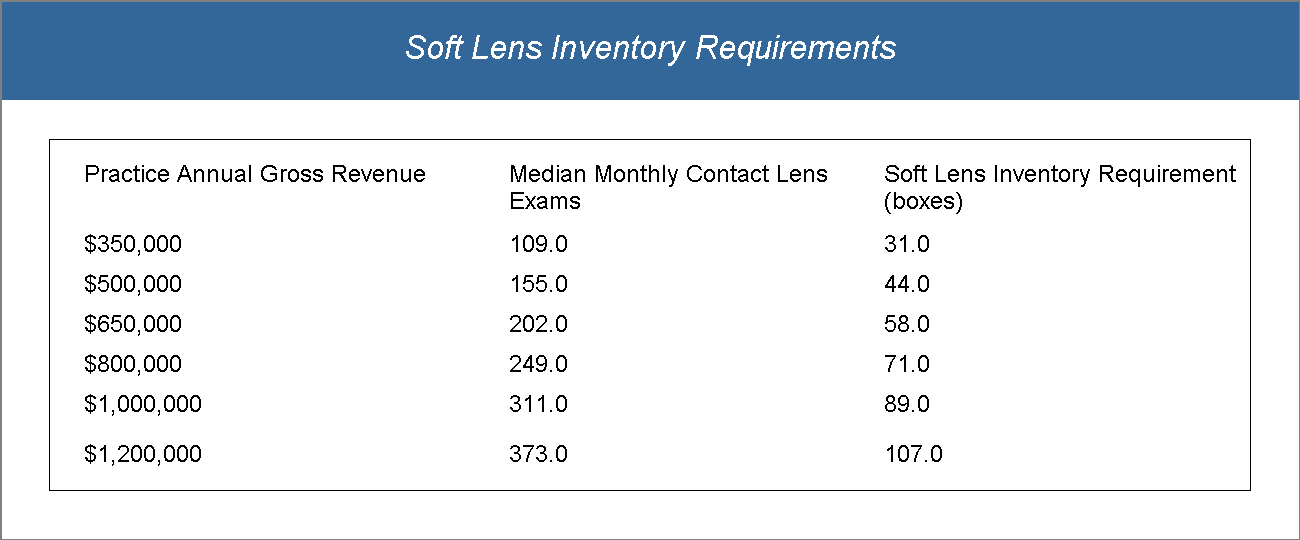 Soft Lens Inventory Requirements
Practice Annual Gross Revenue Median Monthly Contact Lens Exams Soft Lens Inventory Requirement (boxes)
$350,000 109.0 31.0
$500,000 155.0 44.0
$650,000 202.0 58.0
$800,000 249.0 71.0
$1,000,000 311.0 89.0
$1,200,000 373.0 107.0